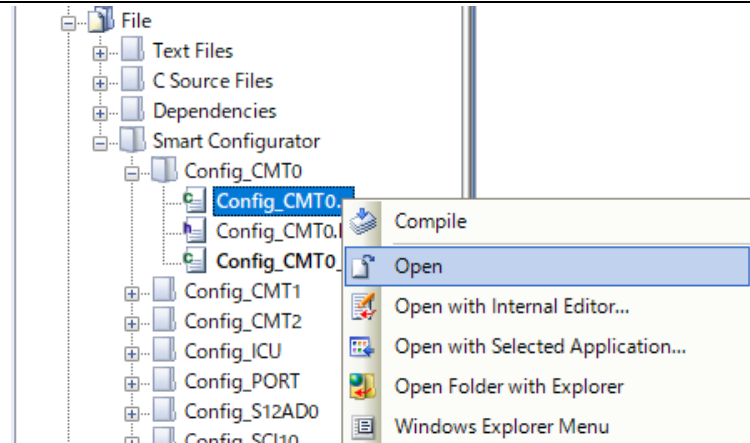 File
Text Files
C Source Files
Dependencies
Smart Configurator
Config_CMT0
Config_CMT0.
Config_CMT0.
Config_CMT0_
Config_CMT1
Config_CMT2
Config_ICU
Config_PORT
Config_S12AD0
Config_SCI10
Compile
Open
Open with Internal Editor...
Open with Selected Application...
Open Folder with Explorer
Windows Explorer Menu